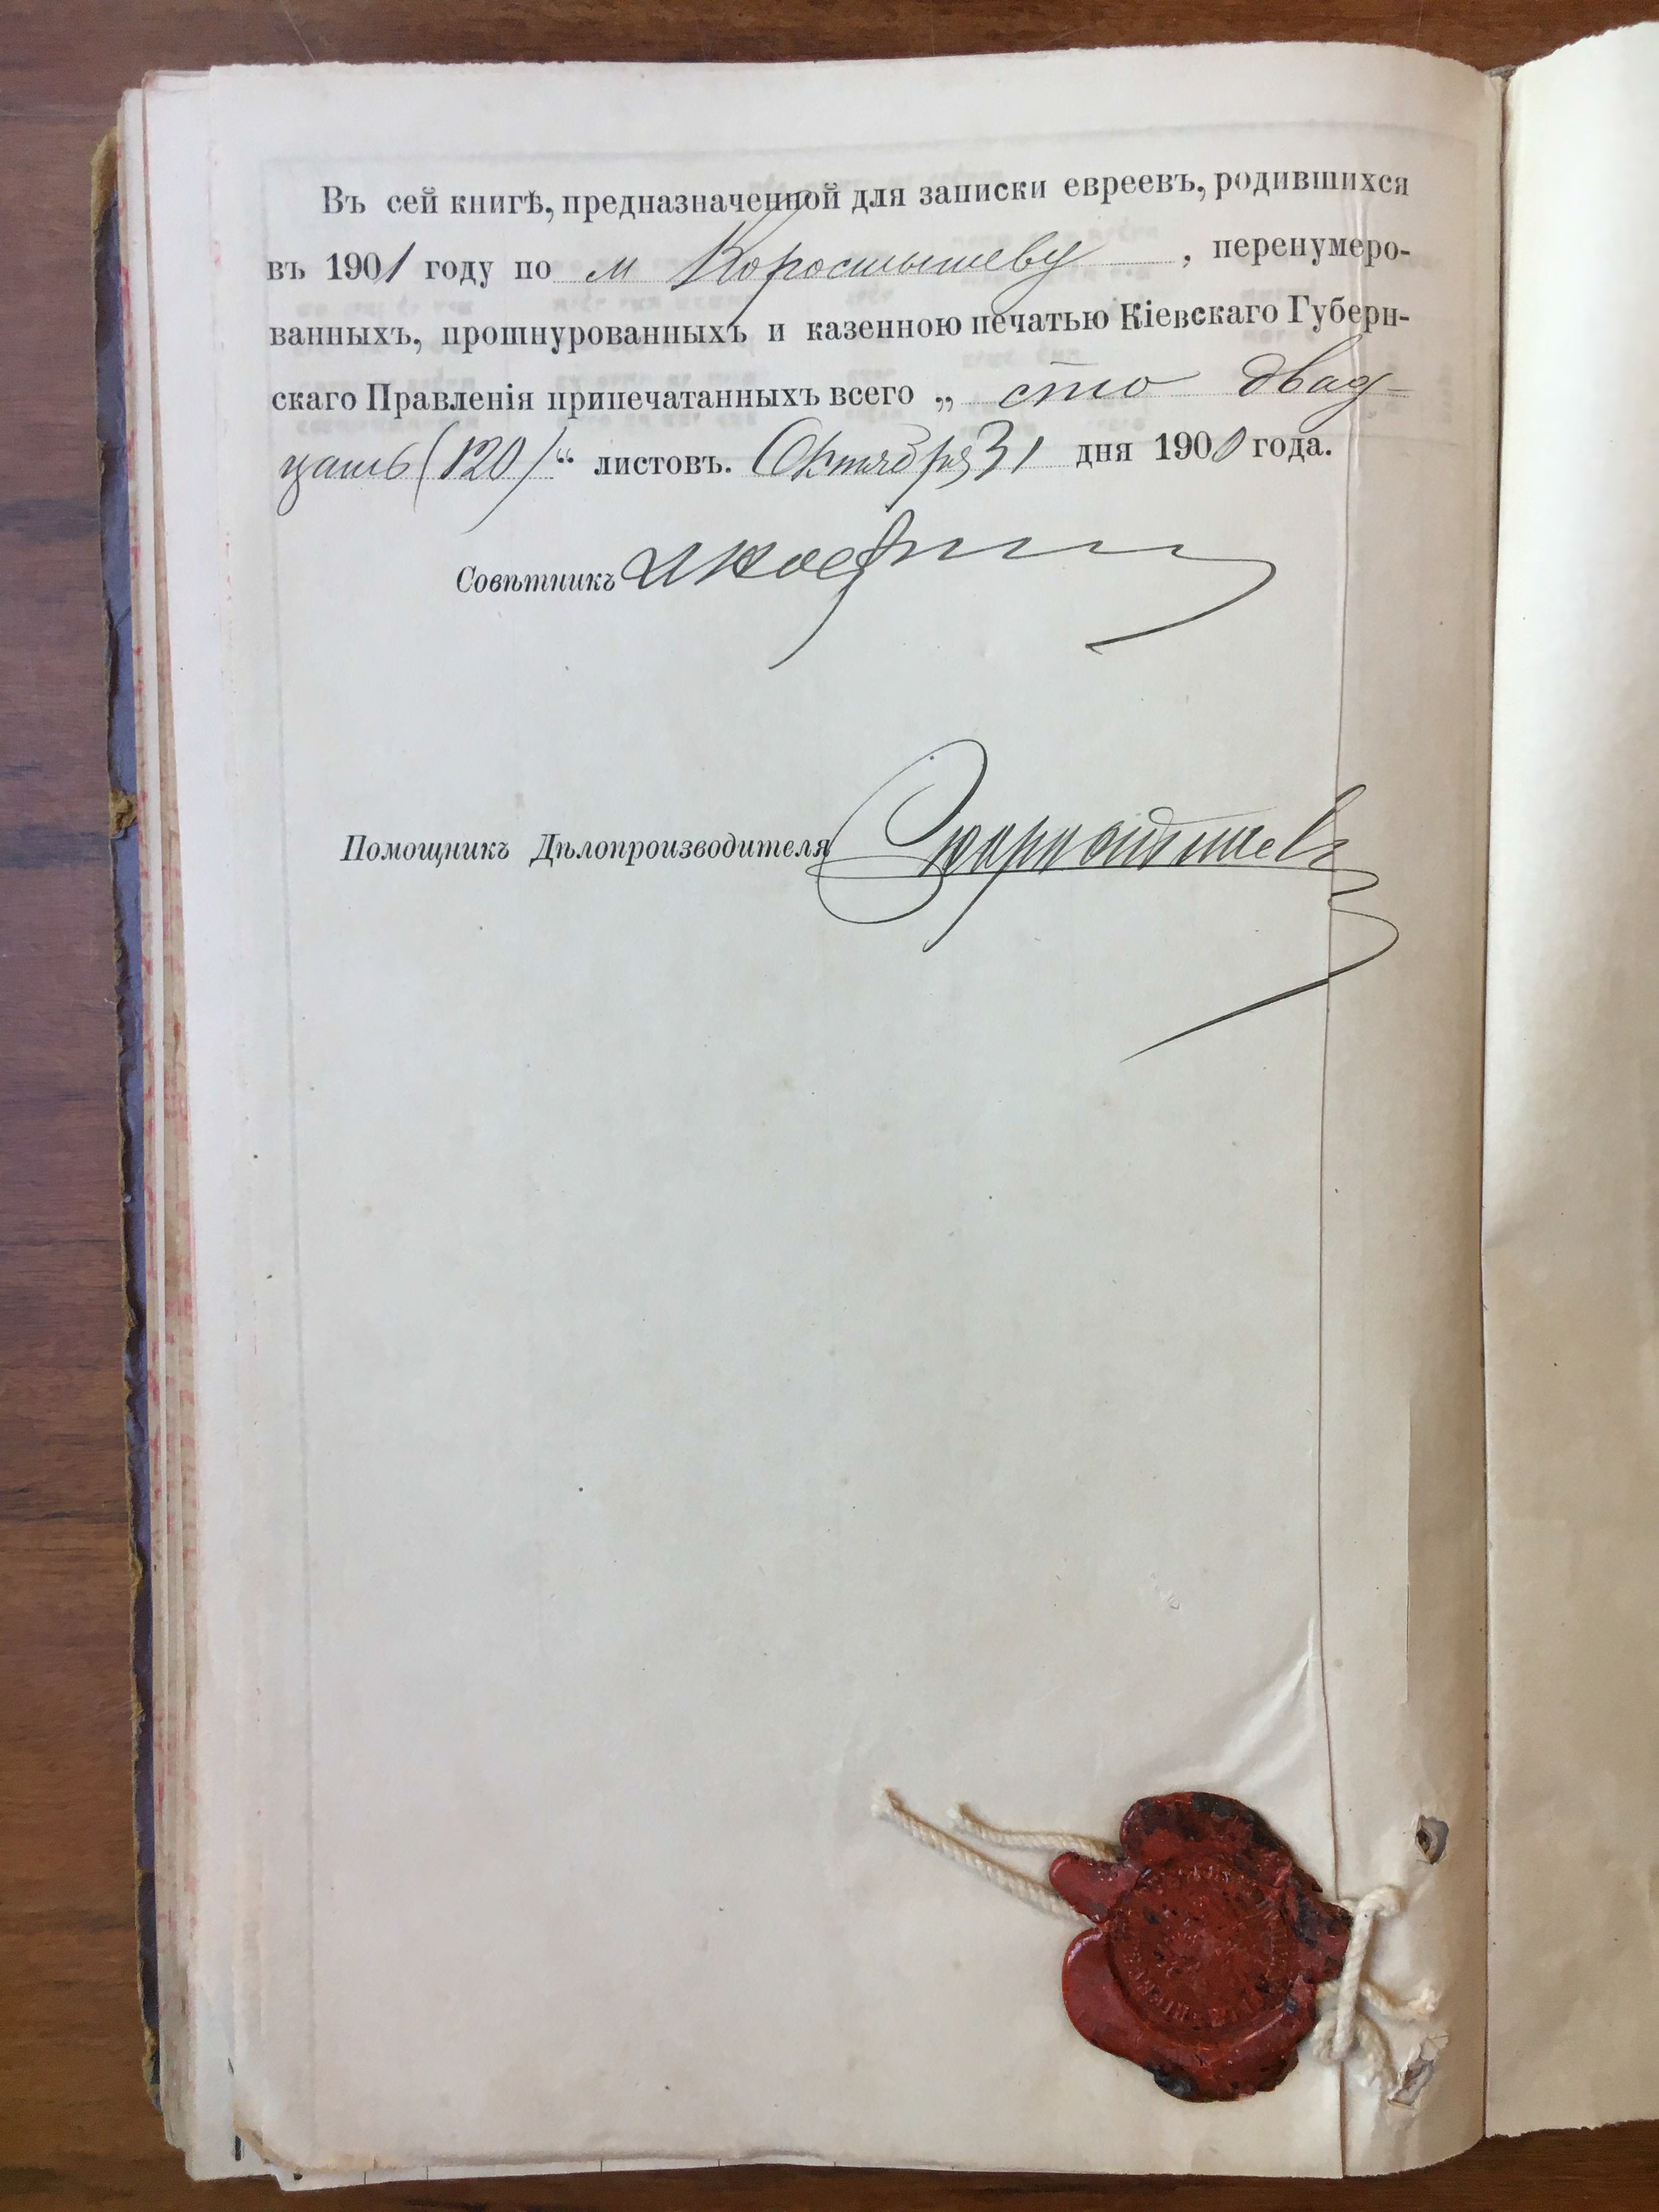 Въ сей книгѣ, предназначенной для записки евреевъ, родившихся
въ 1901 году по м Коростышеву, перенумеро-
ванныхъ, прошнурованныхъ и казенною печатью Кіевскаго Губерн-
скаго Правленія припечатанныхъ всего „ сто двад-
цать (120) “ листовъ. Октября 31 дня 1900 года.
Совѣтникъ
Помощникъ Дѣлопроизводителя